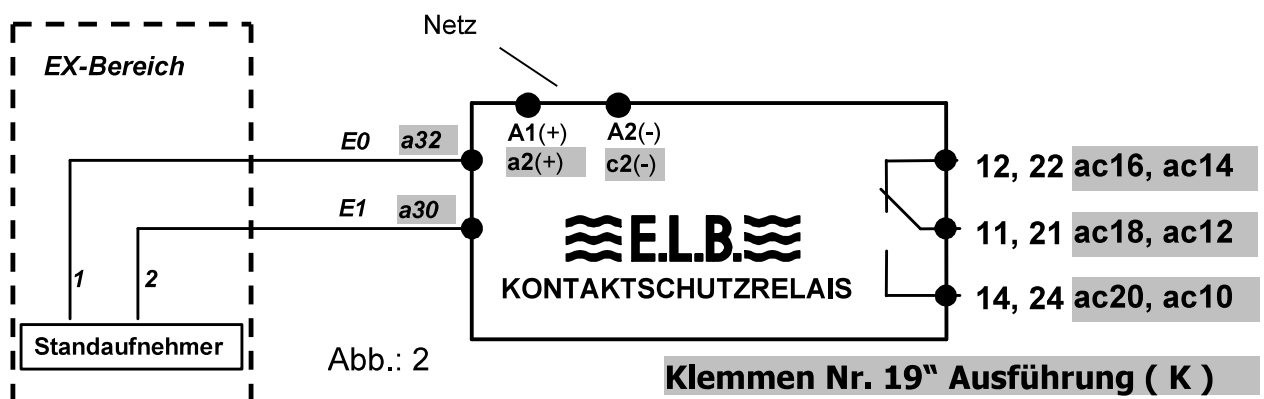 Netz
EX-Bereich
A1(+) A2(-)
E0 a32
a2(+) c2(-)
12, 22 ac16, ac14
E1 a30
E.L.B.
11, 21 ac18, ac12
1 2
KONTAKTSCHUTZRELAIS
14, 24 ac20, ac10
Standaufnehmer
Abb.: 2
Klemmen Nr. 19“ Ausführung ( K )